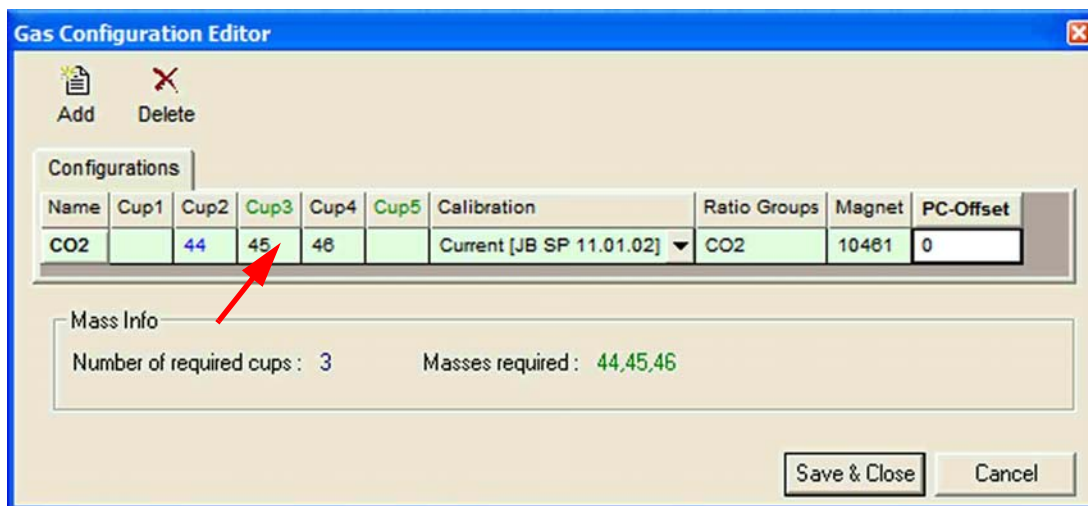 Gas Configuration Editor
Add Delete
Configurations
Name Cup1 Cup2 Cup3 Cup4 Cup5 Calibration Ratio Groups Magnet PC-Offset
CO2 44 45 46 Current [JB SP 11.01.02] CO2 10461 0
Mass Info
Number of required cups : 3 Masses required : 44,45,46
Save & Close Cancel